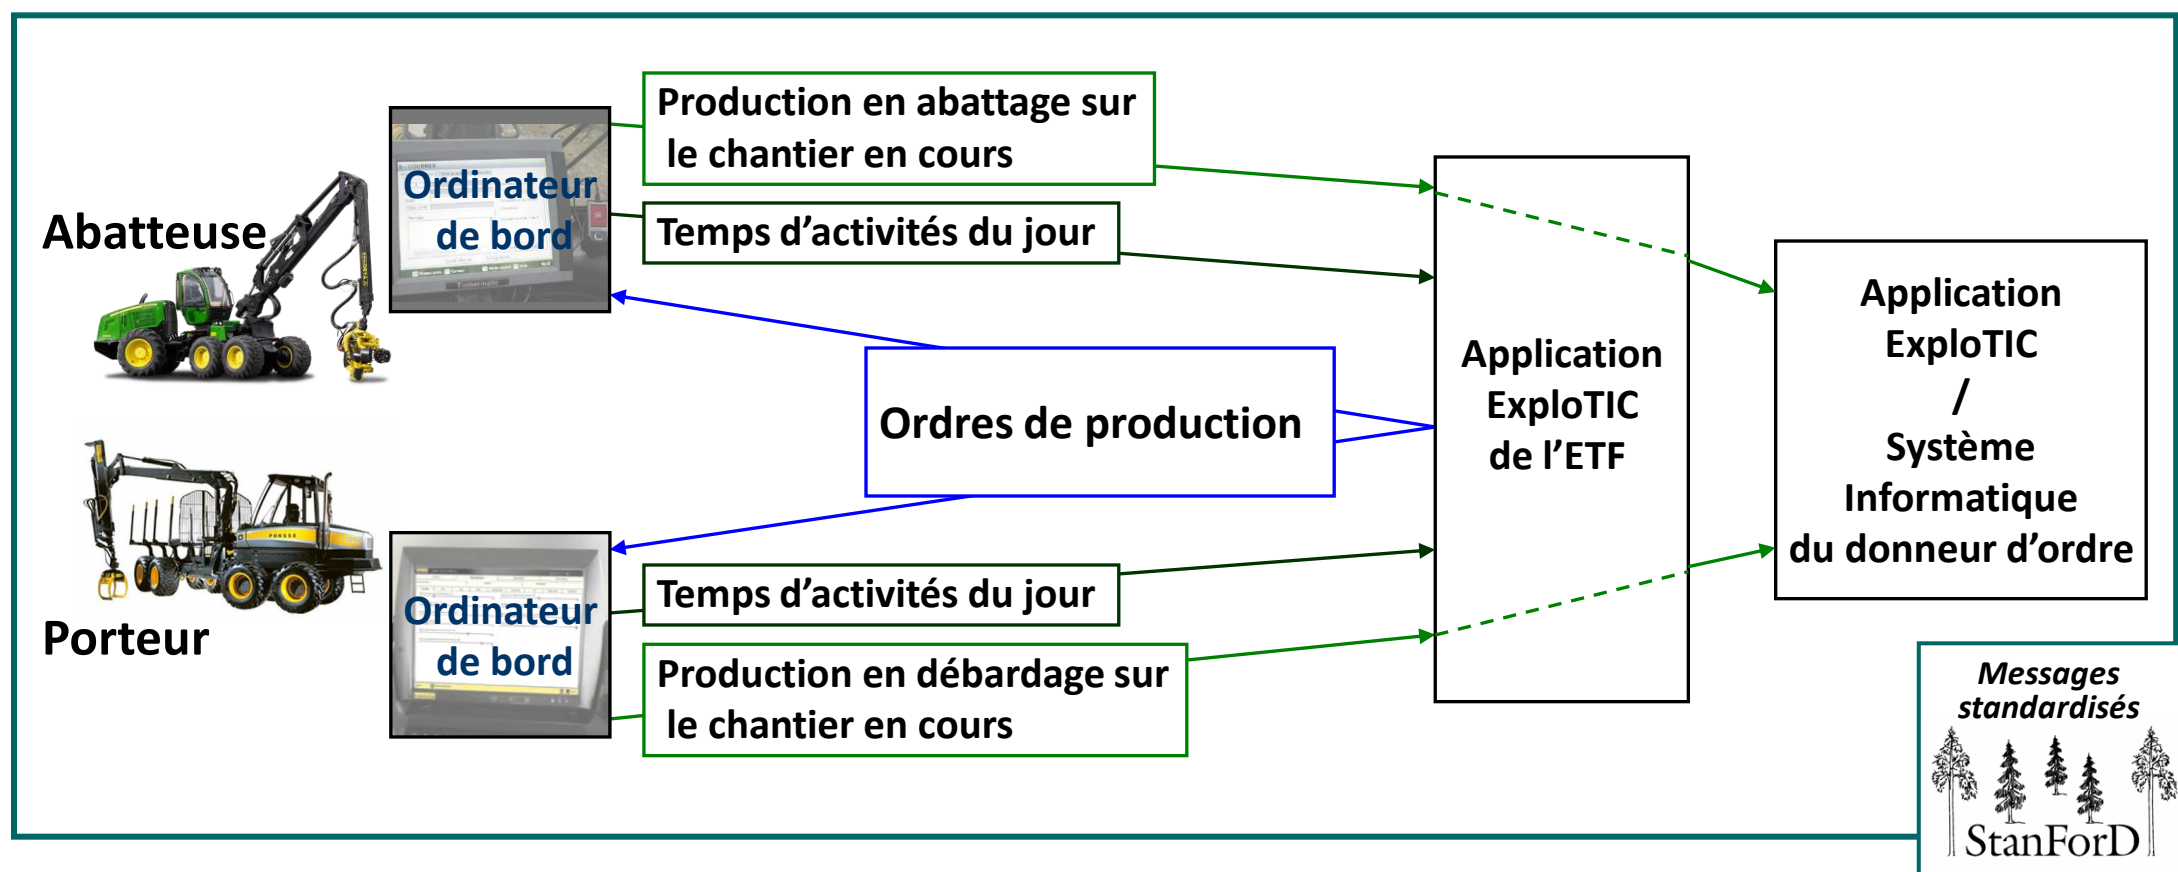 Production en abattage sur
le chantier en cours
Abatteuse
Ordinateur
de bord
Timbermatic
Temps d’activités du jour
Application
ExploTIC
/
Système
Informatique
du donneur d’ordre
Application
ExploTIC
de l’ETF
Ordres de production
PONSSE
Porteur
Ordinateur
de bord
Temps d’activités du jour
Production en débardage sur
le chantier en cours
Messages
standardisés
StanForD